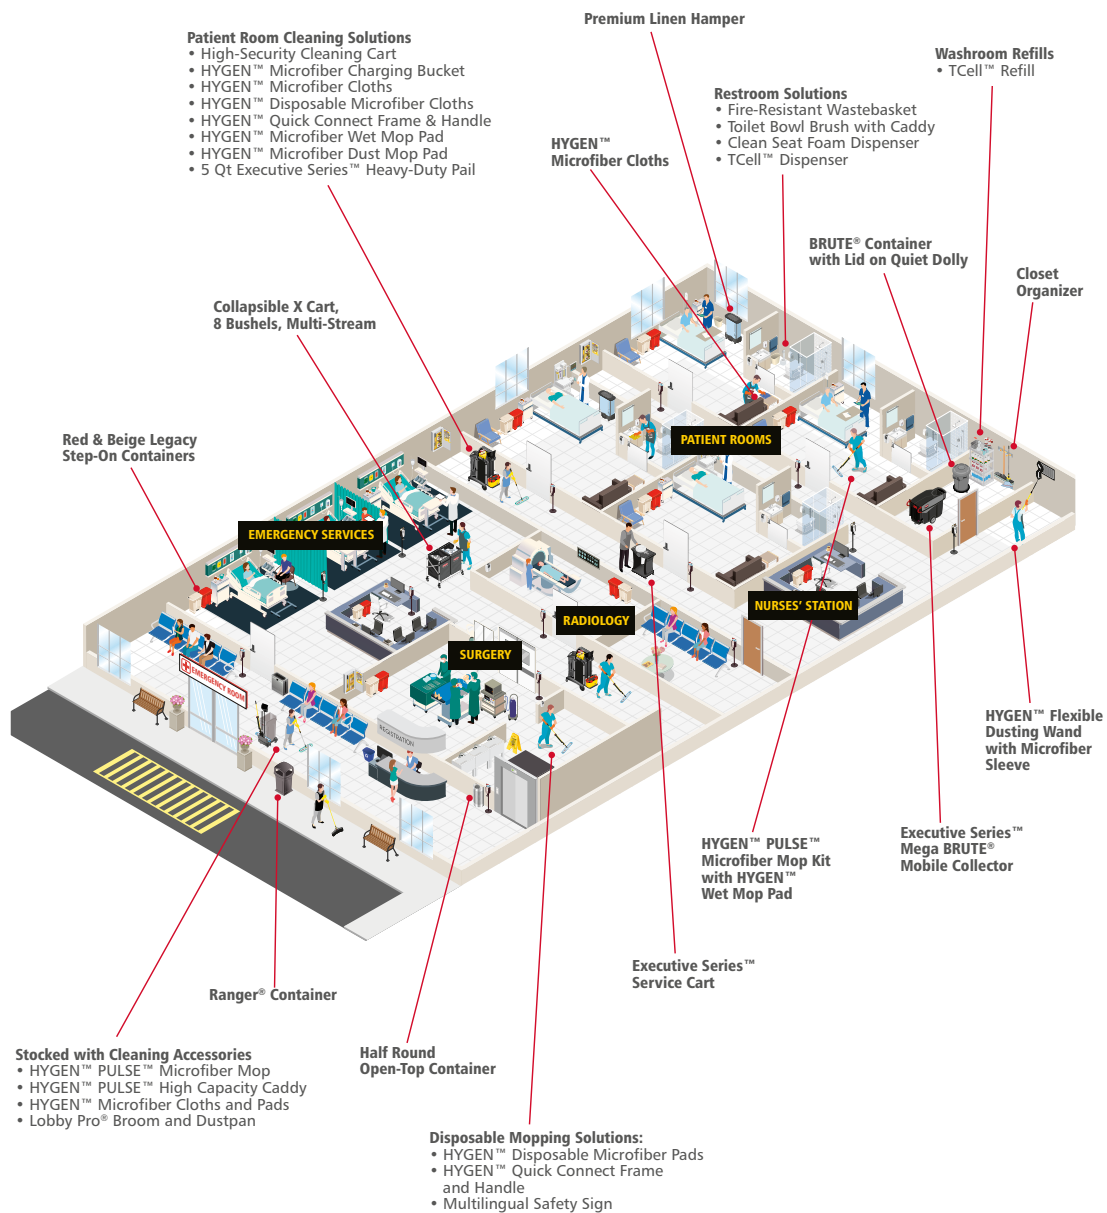 Premium Linen Hamper
Patient Room Cleaning Solutions
• High-Security Cleaning Cart
• HYGEN™ Microfiber Charging Bucket
• HYGEN™ Microfiber Cloths
• HYGEN™ Disposable Microfiber Cloths
• HYGEN™ Quick Connect Frame & Handle
• HYGEN™ Microfiber Wet Mop Pad
• HYGEN™ Microfiber Dust Mop Pad
• 5 Qt Executive Series™ Heavy-Duty Pail
Washroom Refills
• TCell™ Refill
Restroom Solutions
• Fire-Resistant Wastebasket
• Toilet Bowl Brush with Caddy
• Clean Seat Foam Dispenser
• TCell™ Dispenser
HYGEN™
Microfiber Cloths
BRUTE® Container
with Lid on Quiet Dolly
Closet
Organizer
Collapsible X Cart,
8 Bushels, Multi-Stream
Red & Beige Legacy
Step-On Containers
PATIENT ROOMS
EMERGENCY SERVICES
NURSES' STATION
RADIOLOGY
SURGERY
EMERGENCY ROOM
REGISTRATION
HYGEN™ Flexible
Dusting Wand
with Microfiber
Sleeve
Executive Series™
Mega BRUTE®
Mobile Collector
HYGEN™ PULSE™
Microfiber Mop Kit
with HYGEN™
Wet Mop Pad
Executive Series™
Service Cart
Ranger® Container
Half Round
Open-Top Container
Stocked with Cleaning Accessories
• HYGEN™ PULSE™ Microfiber Mop
• HYGEN™ PULSE™ High Capacity Caddy
• HYGEN™ Microfiber Cloths and Pads
• Lobby Pro® Broom and Dustpan
Disposable Mopping Solutions:
• HYGEN™ Disposable Microfiber Pads
• HYGEN™ Quick Connect Frame
and Handle
• Multilingual Safety Sign